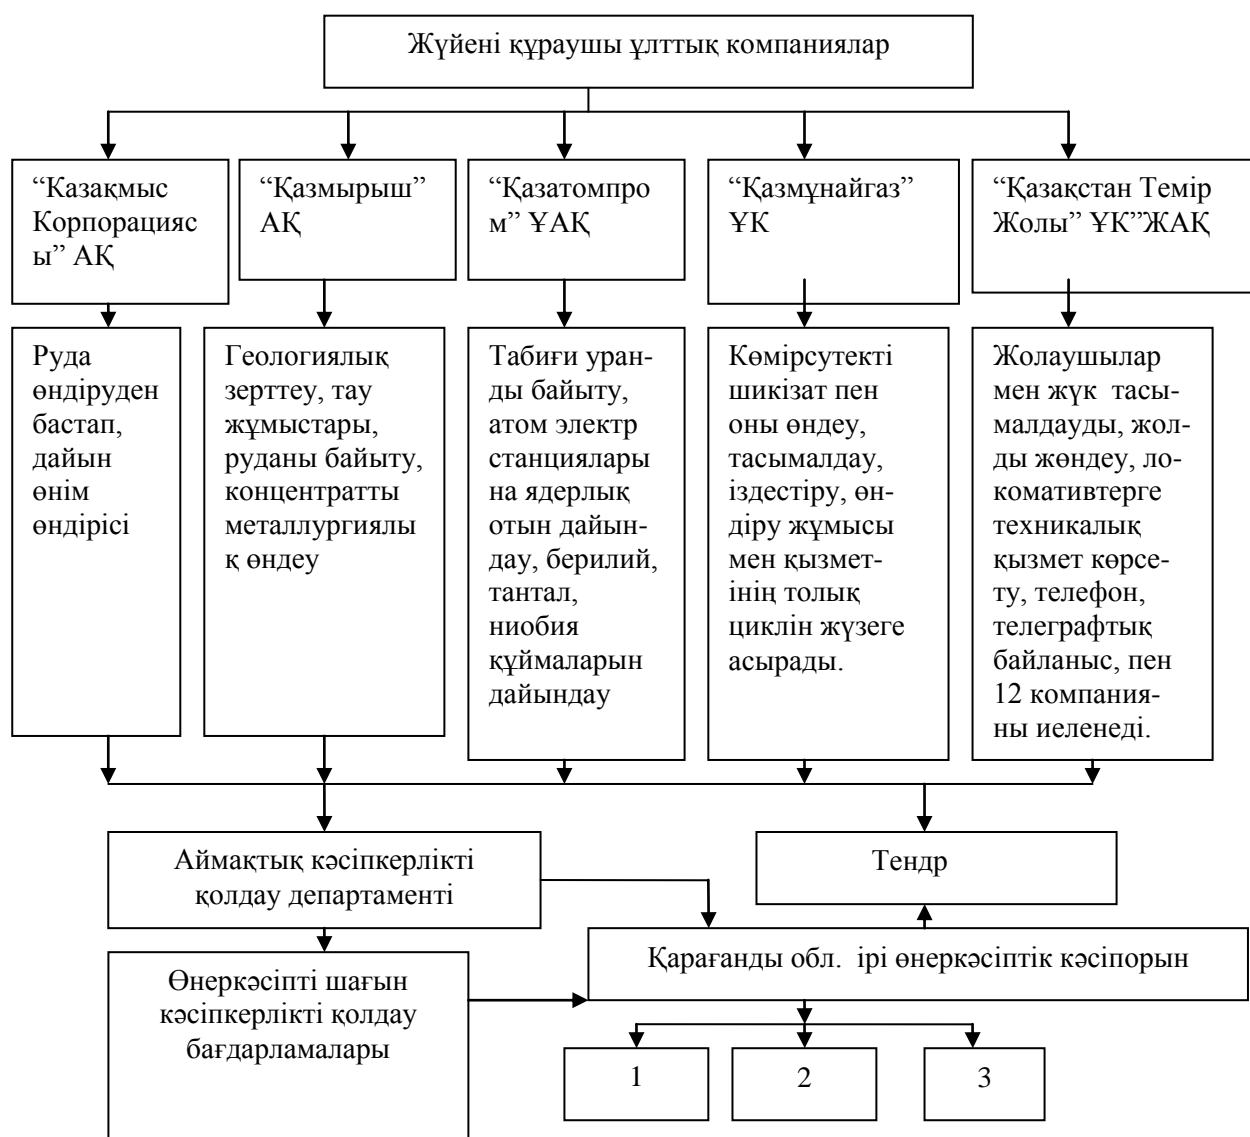 Жүйені құраушы ұлттық компаниялар
“Казақмыс
Корпорацияс
ы” АҚ
“Қазмырыш”
АҚ
“Қазатомпро
м” ҰАҚ
“Қазмұнайгаз”
ҰК
“Қазақстан Темір
Жолы” ҰК”ЖАҚ
Руда
өндіруден
бастап,
дайын
өнім
өндірісі
Геологиялық
зерттеу, тау
жұмыстары,
руданы байыту,
концентратты
металлургиялы
қ өндеу
Табиғи уран-
ды байыту,
атом электр
станциялары
на ядерлық
отын дайын-
дау, берилий,
тантал,
ниобия
құймаларын
дайындау
Көмірсутекті
шикізат пен
оны өндеу,
тасымалдау,
іздестіру, өн-
діру жұмысы
мен қызмет-
інің толық
циклін жүзеге
асырады.
Жолаушылар
мен жүк тасы-
малдауды, жол-
ды жөндеу, ло-
комативтерге
техникалық
қызмет көрсе-
ту, телефон,
телеграфтық
байланыс, пен
12 компания-
ны иеленеді.
Аймақтық кәсіпкерлікті
қолдау департаменті
Тендр
Өнеркәсіпті шағын
кәсіпкерлікті қолдау
бағдарламалары
Қарағанды обл. ірі өнеркәсіптік кәсіпорын
1
2
3